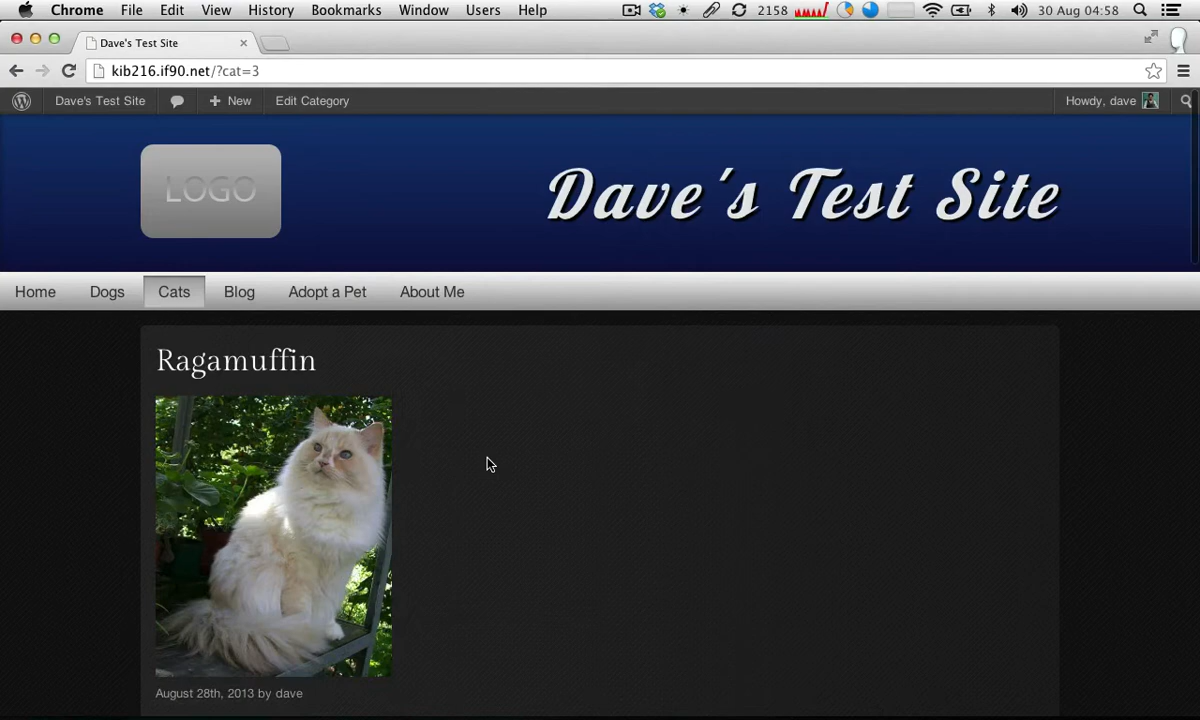 Chrome File Edit View History Bookmarks Window Users Help 2158 30 Aug 04:58
Dave's Test Site
kib216.if90.net/?cat=3
Dave's Test Site New Edit Category Howdy, dave
LOGO
Dave's Test Site
Home Dogs Cats Blog Adopt a Pet About Me
Ragamuffin
August 28th, 2013 by dave